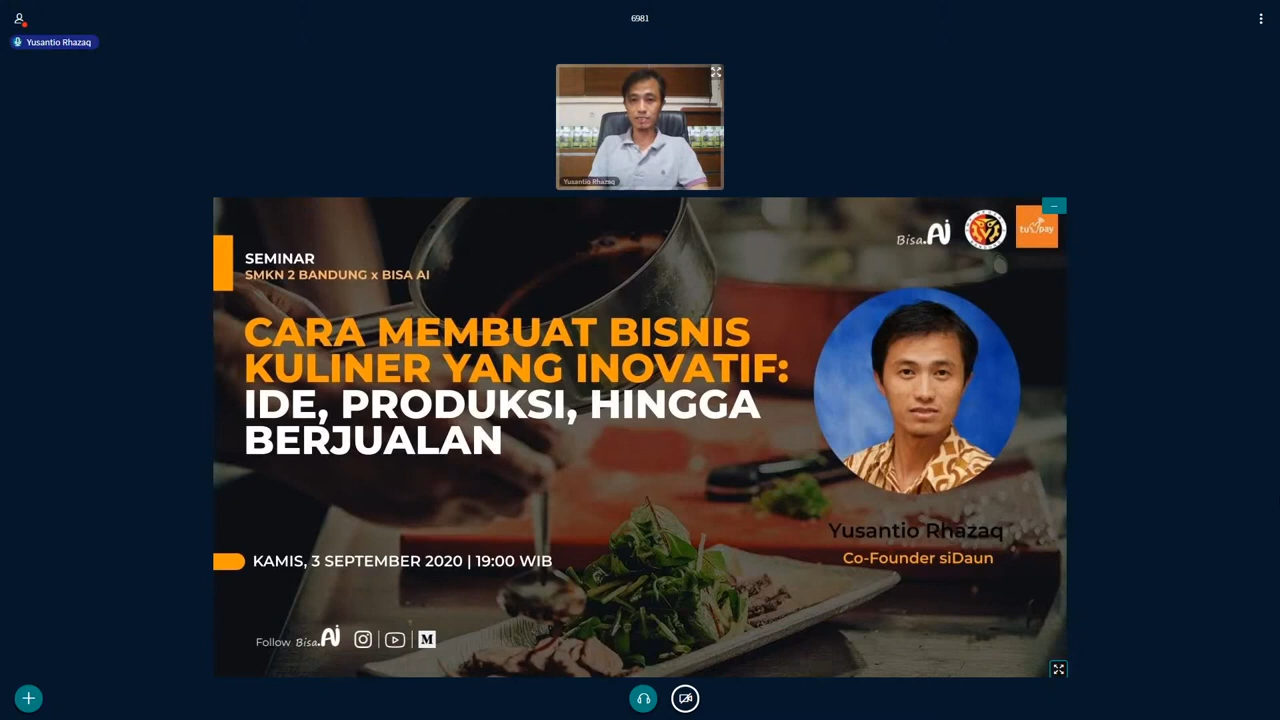 6981
Yusantio Rhazaq
Yusantio Rhazaq
Bisa.AI
tumpay
SEMINAR
SMKN 2 BANDUNG x BISA AI
CARA MEMBUAT BISNIS
KULINER YANG INOVATIF:
IDE, PRODUKSI, HINGGA
BERJUALAN
Yusantio Rhazaq
Co-Founder siDaun
KAMIS, 3 SEPTEMBER 2020 | 19:00 WIB
Follow Bisa.AI
M